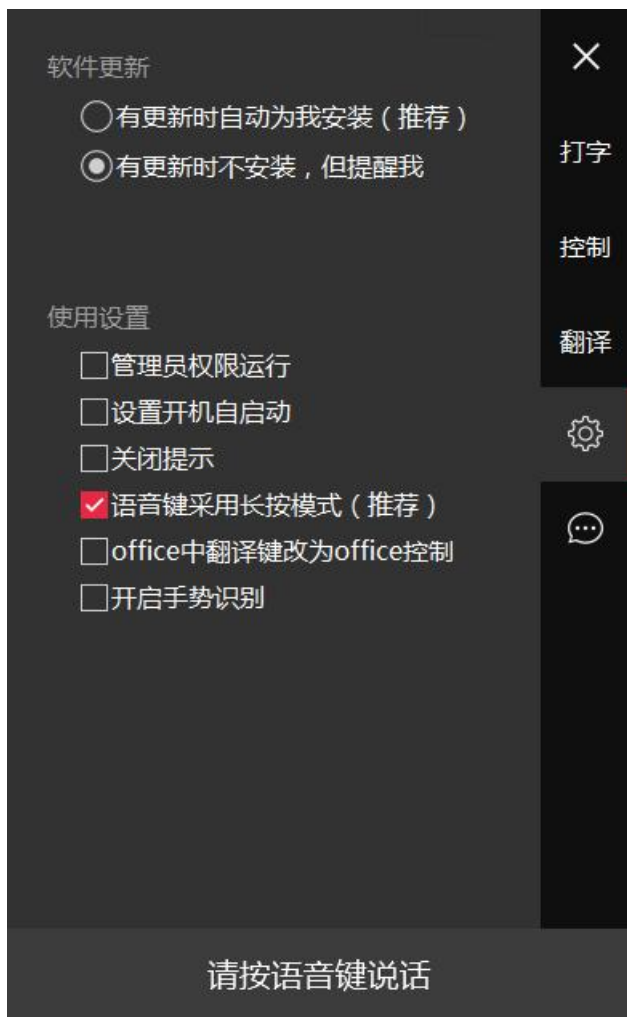 软件更新
有更新时自动为我安装（推荐）
有更新时不安装，但提醒我
使用设置
管理员权限运行
设置开机自启动
关闭提示
语音键采用长按模式（推荐）
office中翻译键改为office控制
开启手势识别
打字
控制
翻译
请按语音键说话